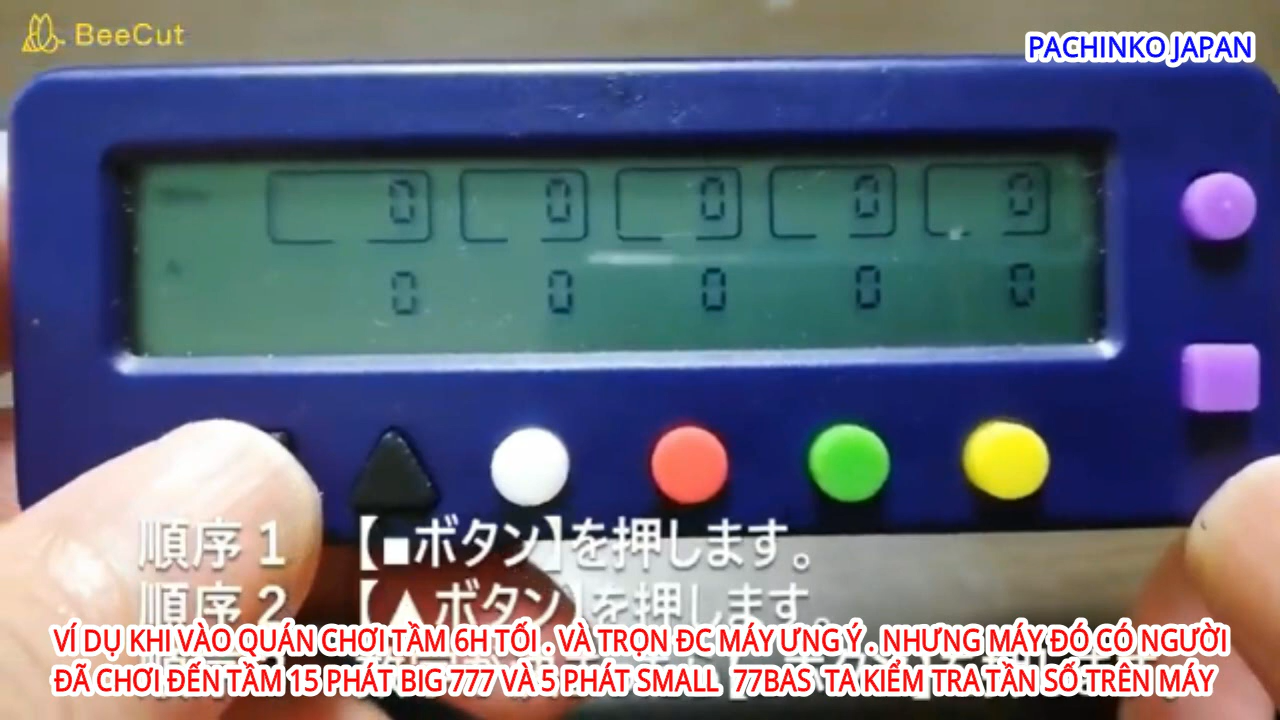 BeeCut
PACHINKO JAPAN
0 0 0 0 0
0 0 0 0 0
順序1 【■ボタン】を押します。
順序2 【▲ボタン】を押します。
VÍ DỤ KHI VÀO QUÁN CHƠI TẦM 6H TỐI . VÀ TRỌN ĐC MÁY ƯNG Ý . NHƯNG MÁY ĐÓ CÓ NGƯỜI
ĐÃ CHƠI ĐẾN TẦM 15 PHÁT BIG 777 VÀ 5 PHÁT SMALL 77BAS TA KIỂM TRA TẦN SỐ TRÊN MÁY